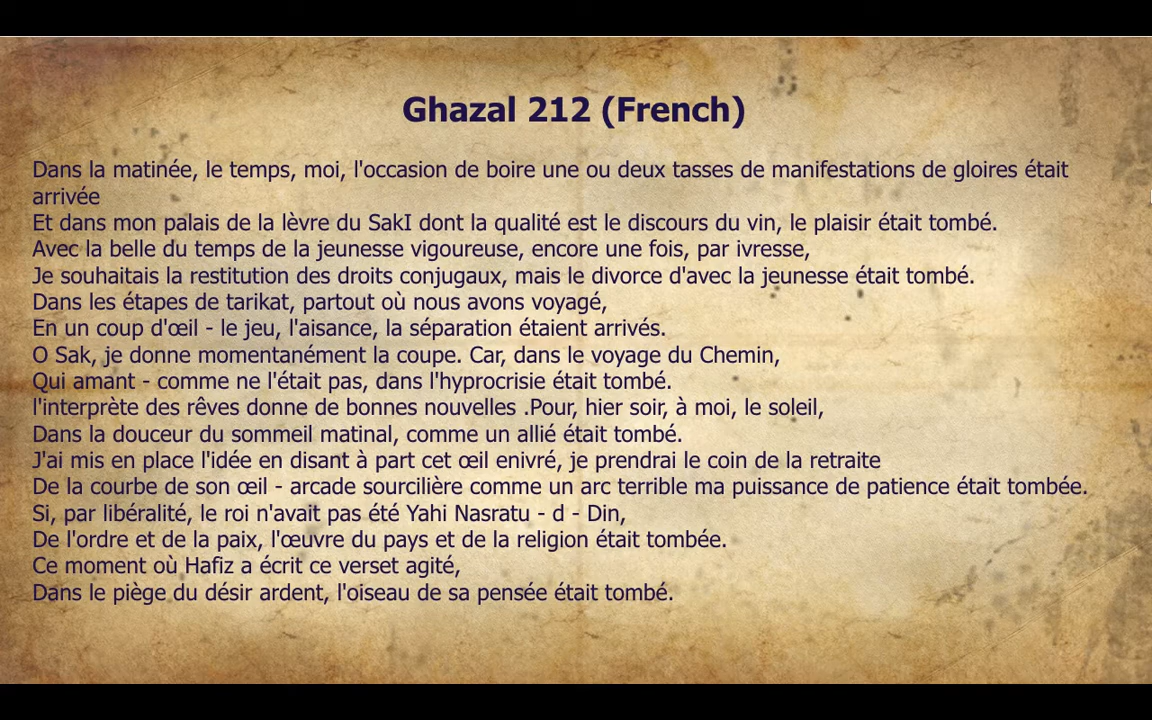 Ghazal 212 (French)
Dans la matinée, le temps, moi, l'occasion de boire une ou deux tasses de manifestations de gloires était
arrivée
Et dans mon palais de la lèvre du SakI dont la qualité est le discours du vin, le plaisir était tombé.
Avec la belle du temps de la jeunesse vigoureuse, encore une fois, par ivresse,
Je souhaitais la restitution des droits conjugaux, mais le divorce d'avec la jeunesse était tombé.
Dans les étapes de tarikat, partout où nous avons voyagé,
En un coup d'œil - le jeu, l'aisance, la séparation étaient arrivés.
O Sak, je donne momentanément la coupe. Car, dans le voyage du Chemin,
Qui amant - comme ne l'était pas, dans l'hyprocrisie était tombé.
l'interprète des rêves donne de bonnes nouvelles .Pour, hier soir, à moi, le soleil,
Dans la douceur du sommeil matinal, comme un allié était tombé.
J'ai mis en place l'idée en disant à part cet œil enivré, je prendrai le coin de la retraite
De la courbe de son œil - arcade sourcilière comme un arc terrible ma puissance de patience était tombée.
Si, par libéralité, le roi n'avait pas été Yahi Nasratu - d - Din,
De l'ordre et de la paix, l'œuvre du pays et de la religion était tombée.
Ce moment où Hafiz a écrit ce verset agité,
Dans le piège du désir ardent, l'oiseau de sa pensée était tombé.